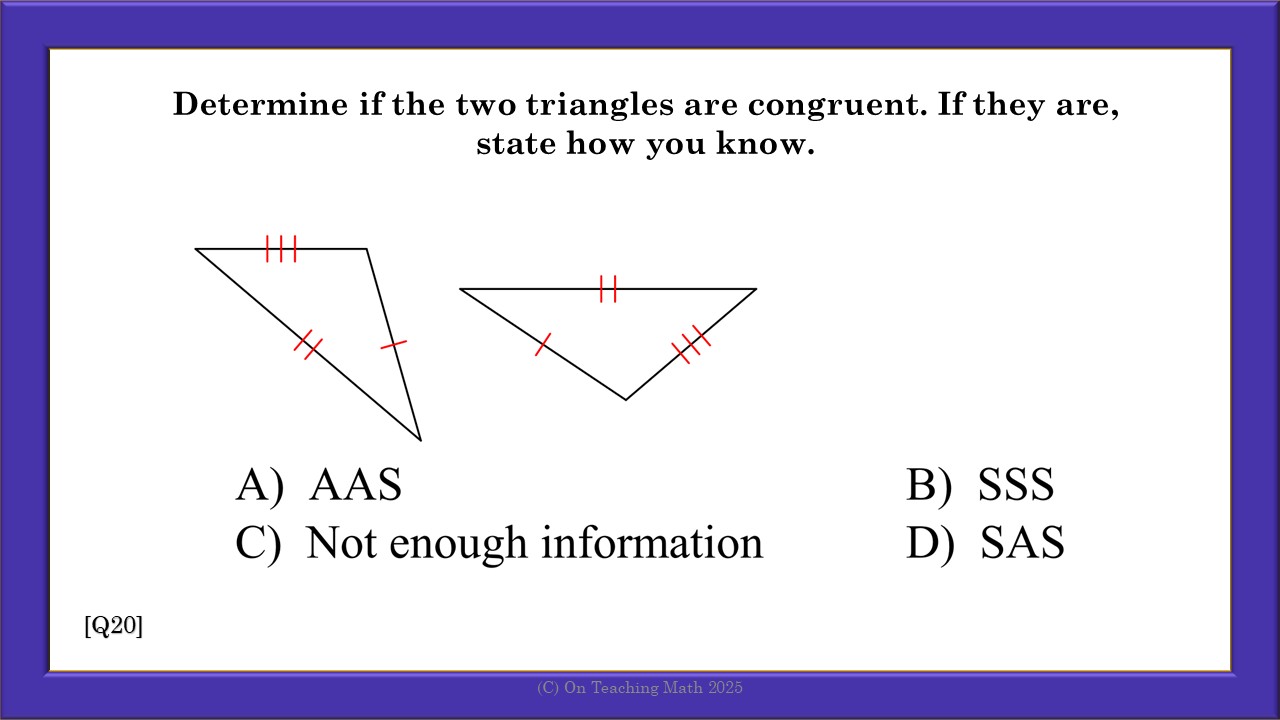 Determine if the two triangles are congruent. If they are,
state how you know.
A) AAS
B) SSS
C) Not enough information
D) SAS
[Q20]
(C) On Teaching Math 2025